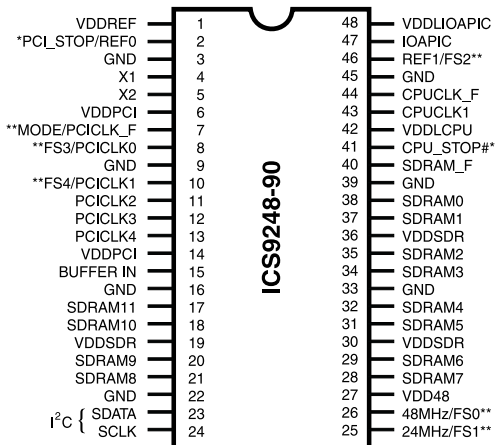 VDDREF 1 48 VDDLIOAPIC
*PCI_STOP/REF0 2 47 IOAPIC
GND 3 46 REF1/FS2**
X1 4 45 GND
X2 5 44 CPUCLK_F
VDDPCI 6 43 CPUCLK1
**MODE/PCICLK_F 7 42 VDDLCPU
**FS3/PCICLK0 8 41 CPU_STOP#*
GND 9 40 SDRAM_F
**FS4/PCICLK1 10 39 GND
PCICLK2 11 38 SDRAM0
PCICLK3 12 37 SDRAM1
PCICLK4 13 36 VDDSDR
VDDPCI 14 35 SDRAM2
BUFFER IN 15 34 SDRAM3
GND 16 33 GND
SDRAM11 17 32 SDRAM4
SDRAM10 18 31 SDRAM5
VDDSDR 19 30 VDDSDR
SDRAM9 20 29 SDRAM6
SDRAM8 21 28 SDRAM7
GND 22 27 VDD48
I²C { SDATA 23 26 48MHz/FS0**
SCLK 24 25 24MHz/FS1**
ICS9248-90